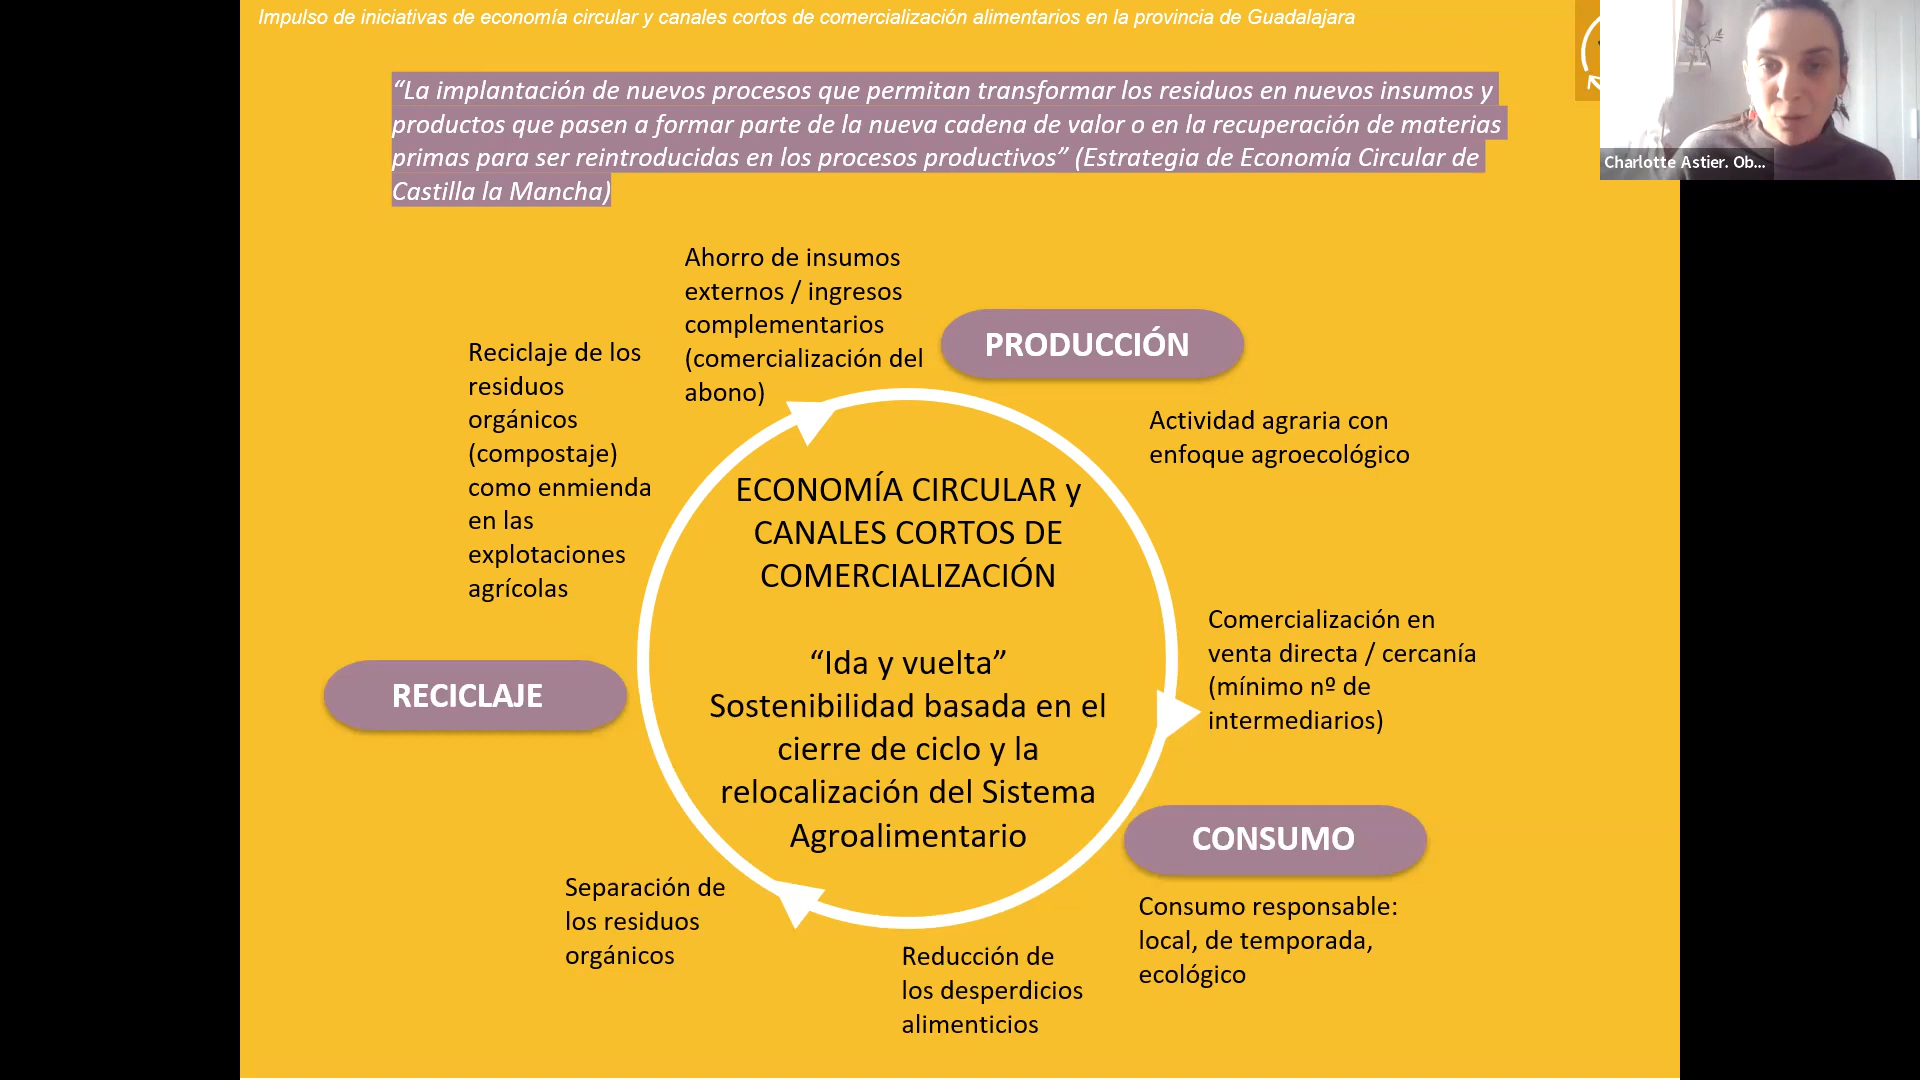 Impulso de iniciativas de economía circular y canales cortos de comercialización alimentarios en la provincia de Guadalajara
“La implantación de nuevos procesos que permitan transformar los residuos en nuevos insumos y
productos que pasen a formar parte de la nueva cadena de valor o en la recuperación de materias
primas para ser reintroducidas en los procesos productivos” (Estrategia de Economía Circular de
Castilla la Mancha)
Charlotte Astier. Ob...
Ahorro de insumos
externos / ingresos
complementarios
(comercialización del
abono)
PRODUCCIÓN
Actividad agraria con
enfoque agroecológico
Reciclaje de los
residuos
orgánicos
(compostaje)
como enmienda
en las
explotaciones
agrícolas
ECONOMÍA CIRCULAR y
CANALES CORTOS DE
COMERCIALIZACIÓN
“Ida y vuelta”
Sostenibilidad basada en el
cierre de ciclo y la
relocalización del Sistema
Agroalimentario
Comercialización en
venta directa / cercanía
(mínimo nº de
intermediarios)
RECICLAJE
CONSUMO
Consumo responsable:
local, de temporada,
ecológico
Separación de
los residuos
orgánicos
Reducción de
los desperdicios
alimenticios